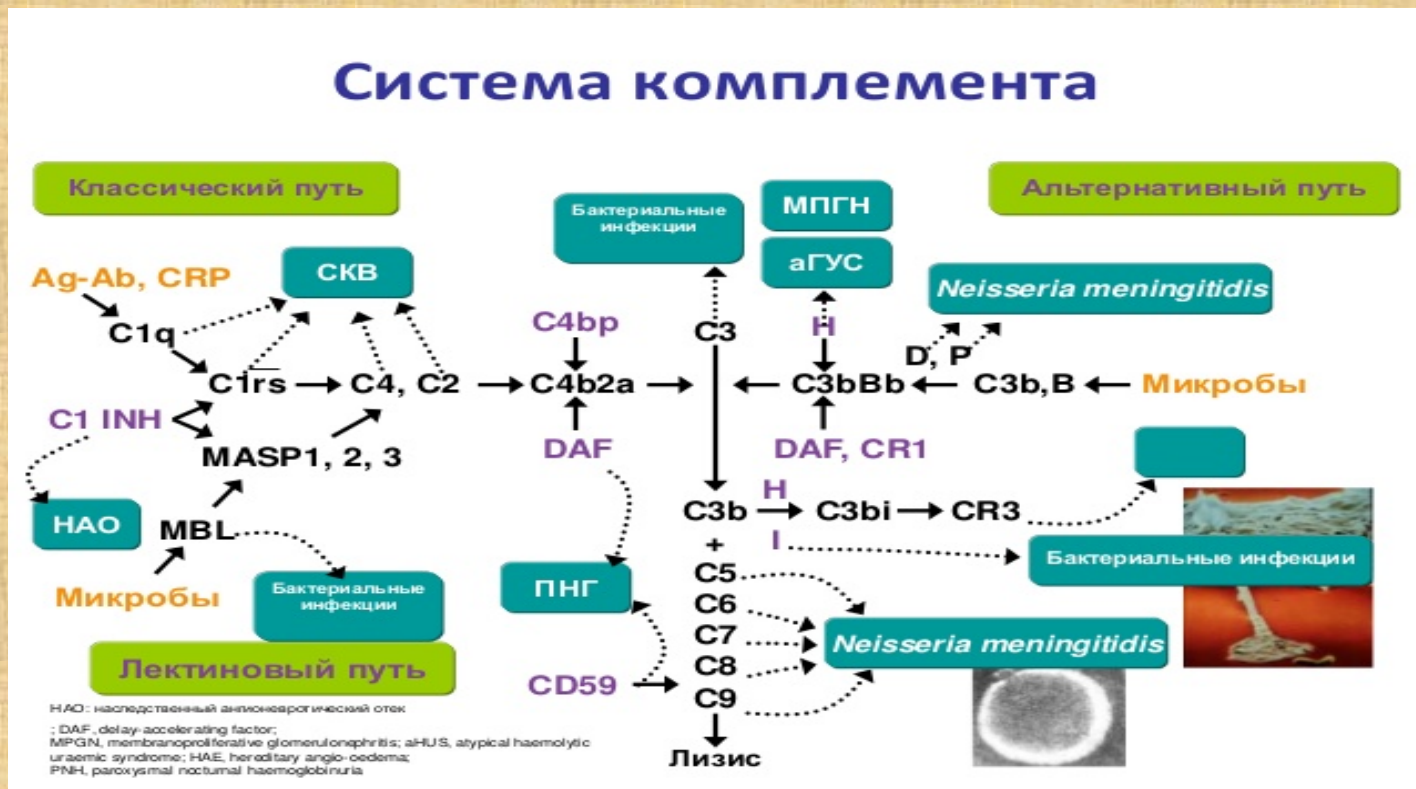 Система комплемента
Классический путь
Альтернативный путь
Бактериальные
инфекции
МПГН
аГУС
СКВ
Neisseria meningitidis
Ag-Ab, CRP
C1q
C4bp
C3
H
D, P
C1rs
C4, C2
C4b2a
C3bBb
C3b,B
Микробы
C1 INH
MASP1, 2, 3
DAF
DAF, CR1
НАО
MBL
C3b
H
C3bi
CR3
+
I
Бактериальные инфекции
Микробы
Бактериальные
инфекции
ПНГ
C5
C6
C7
C8
C9
Neisseria meningitidis
Лектиновый путь
CD59
Лизис
НАО: наследственный ангионевротический отек
; DAF, delay-accelerating factor;
MPGN, membranoproliferative glomerulonephritis; aHUS, atypical haemolytic
uraemic syndrome; HAE, hereditary angio-oedema;
PNH, paroxysmal nocturnal haemoglobinuria